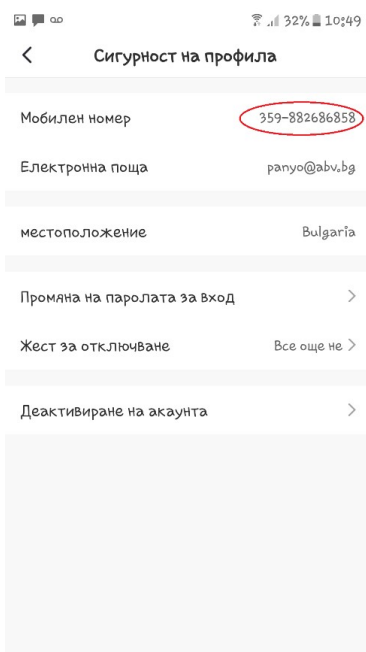 32% 10:49
Сигурност на профила
Мобилен номер 359-882686858
Електронна поща panyo@abv.bg
местоположение Bulgaria
Промяна на паролата за вход
Жест за отключване Все още не
Деактивиране на акаунта